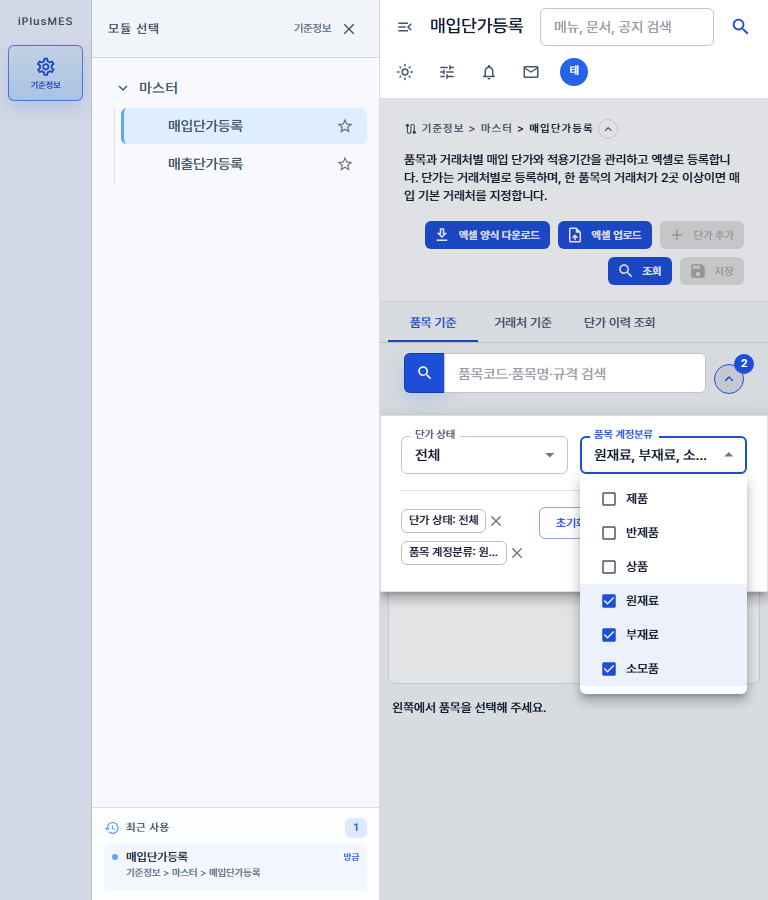 iPlusMES
기준정보
모듈 선택
기준정보
마스터
매입단가등록
매출단가등록
최근 사용
1
매입단가등록
방금
기준정보 > 마스터 > 매입단가등록
매입단가등록
메뉴, 문서, 공지 검색
테
기준정보 > 마스터 > 매입단가등록
품목과 거래처별 매입 단가와 적용기간을 관리하고 엑셀로 등록합니
다. 단가는 거래처별로 등록하며, 한 품목의 거래처가 2곳 이상이면 매
입 기본 거래처를 지정합니다.
엑셀 양식 다운로드
엑셀 업로드
단가 추가
조회
저장
품목 기준
거래처 기준
단가 이력 조회
품목코드·품목명·규격 검색
2
단가 상태
전체
품목 계정분류
원재료, 부재료, 소...
단가 상태: 전체
품목 계정분류: 원...
제품
반제품
상품
원재료
부재료
소모품
왼쪽에서 품목을 선택해 주세요.